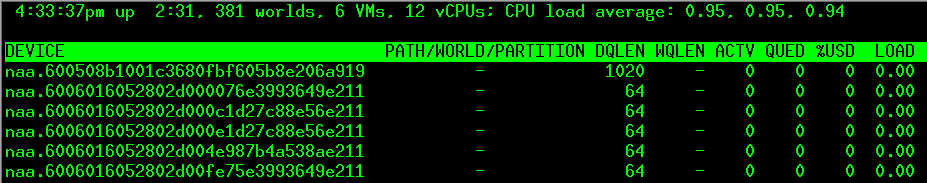 4:33:37pm up  2:31, 381 worlds, 6 VMs, 12 vCPUs; CPU load average: 0.95, 0.95, 0.94
DEVICE PATH/WORLD/PARTITION DQLEN WQLEN ACTV QUED %USD LOAD
naa.600508b1001c3680fbf605b8e206a919 - 1020 - 0 0 0 0.00
naa.6006016052802d000076e3993649e211 - 64 - 0 0 0 0.00
naa.6006016052802d000c1d27c88e56e211 - 64 - 0 0 0 0.00
naa.6006016052802d000e1d27c88e56e211 - 64 - 0 0 0 0.00
naa.6006016052802d004e987b4a538ae211 - 64 - 0 0 0 0.00
naa.6006016052802d00fe75e3993649e211 - 64 - 0 0 0 0.00